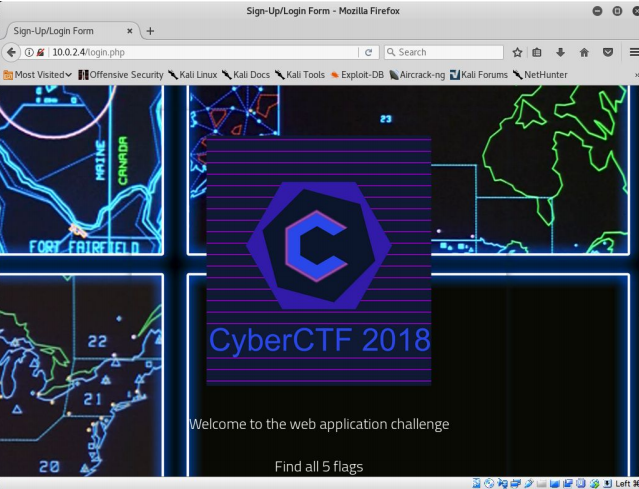 Sign-Up/Login Form - Mozilla Firefox
Sign-Up/Login Form × +
10.0.2.4/login.php C Search
Most Visited Offensive Security Kali Linux Kali Docs Kali Tools Exploit-DB Aircrack-ng Kali Forums NetHunter »
23
MAINE
CANADA
FORT FAIRFIELD
CyberCTF 2018
22
21
20
Welcome to the web application challenge
Find all 5 flags
Left ⌘